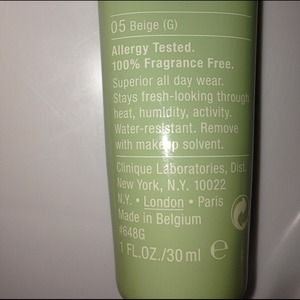 05 Beige (G)
Allergy Tested.
100% Fragrance Free.
Superior all day wear.
Stays fresh-looking through
heat, humidity, activity.
Water-resistant. Remove
with makeup solvent.
Clinique Laboratories, Dist.
New York, N.Y. 10022
N.Y. • London • Paris
Made in Belgium
#648G
1 FL.OZ./30 ml e